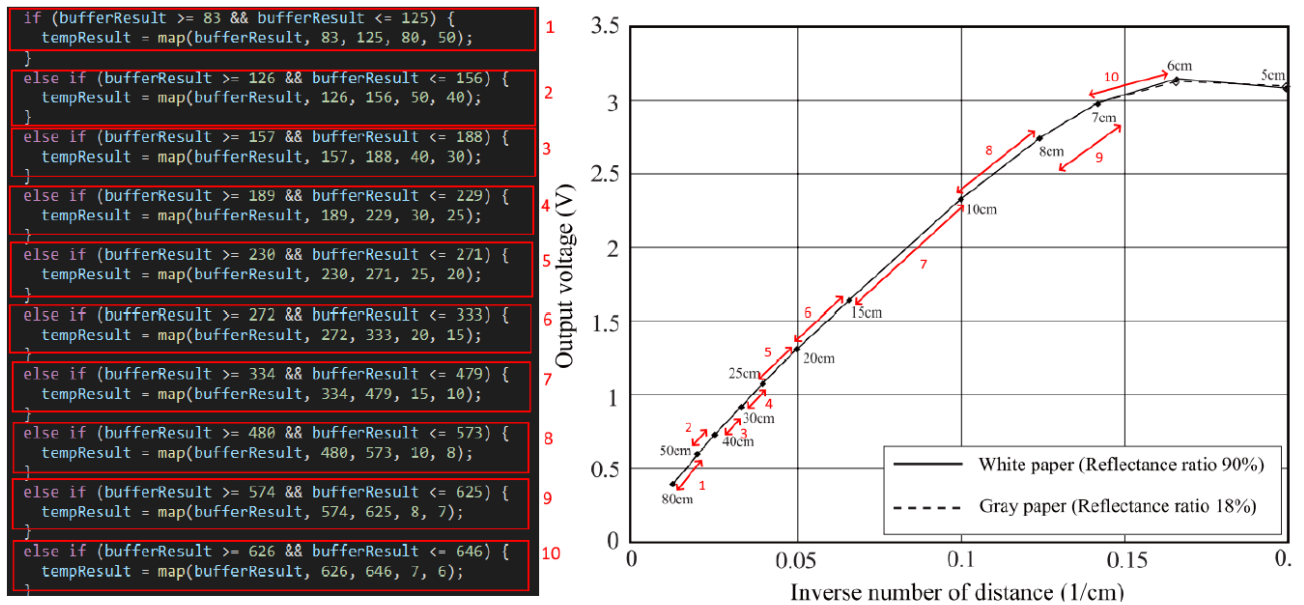 if (bufferResult >= 83 && bufferResult <= 125) {
tempResult = map(bufferResult, 83, 125, 80, 50);
}
1
else if (bufferResult >= 126 && bufferResult <= 156) {
tempResult = map(bufferResult, 126, 156, 50, 40);
}
2
else if (bufferResult >= 157 && bufferResult <= 188) {
tempResult = map(bufferResult, 157, 188, 40, 30);
}
3
else if (bufferResult >= 189 && bufferResult <= 229) {
tempResult = map(bufferResult, 189, 229, 30, 25);
}
4
else if (bufferResult >= 230 && bufferResult <= 271) {
tempResult = map(bufferResult, 230, 271, 25, 20);
}
5
else if (bufferResult >= 272 && bufferResult <= 333) {
tempResult = map(bufferResult, 272, 333, 20, 15);
}
6
else if (bufferResult >= 334 && bufferResult <= 479) {
tempResult = map(bufferResult, 334, 479, 15, 10);
}
7
else if (bufferResult >= 480 && bufferResult <= 573) {
tempResult = map(bufferResult, 480, 573, 10, 8);
}
8
else if (bufferResult >= 574 && bufferResult <= 625) {
tempResult = map(bufferResult, 574, 625, 8, 7);
}
9
else if (bufferResult >= 626 && bufferResult <= 646) {
tempResult = map(bufferResult, 626, 646, 7, 6);
}
10
Output voltage (V)
3.5
3
2.5
2
1.5
1
0.5
0
6cm
5cm
10
7cm
8cm
8
9
10cm
7
6
15cm
5
20cm
25cm
4
30cm
2
3
40cm
50cm
1
80cm
White paper (Reflectance ratio 90%)
Gray paper (Reflectance ratio 18%)
0
0.05
0.1
0.15
0.
Inverse number of distance (1/cm)